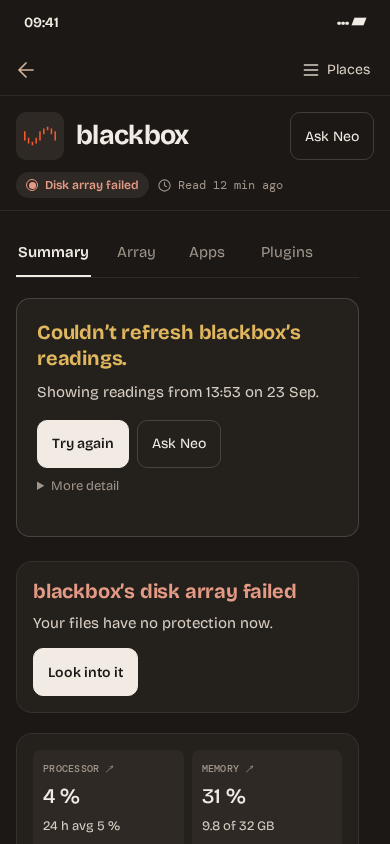 09:41
Places
blackbox
Ask Neo
Disk array failed
Read 12 min ago
Summary
Array
Apps
Plugins
Couldn't refresh blackbox's
readings.
Showing readings from 13:53 on 23 Sep.
Try again
Ask Neo
More detail
blackbox's disk array failed
Your files have no protection now.
Look into it
PROCESSOR ↗
MEMORY ↗
4 %
31 %
24 h avg 5 %
9.8 of 32 GB